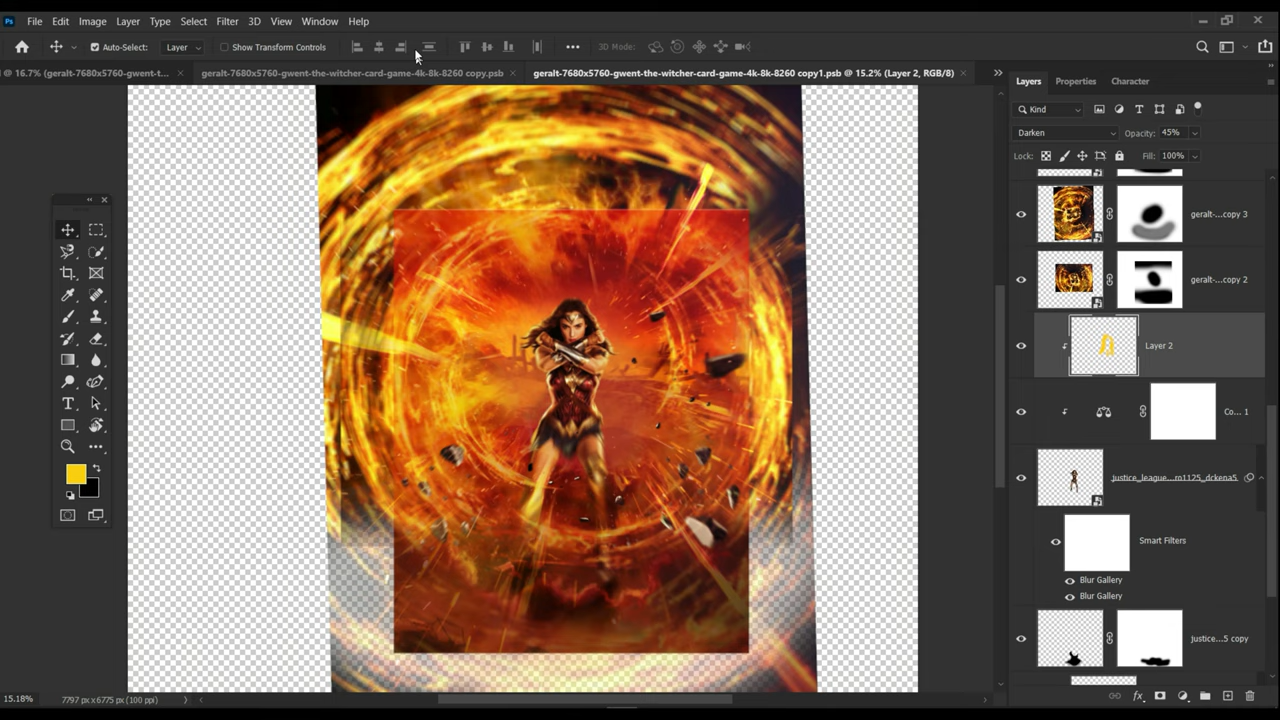 Ps File Edit Image Layer Type Select Filter 3D View Window Help
Auto-Select: Layer Show Transform Controls 3D Mode:
@ 16.7% (geralt-7680x5760-gwent-t... geralt-7680x5760-gwent-the-witcher-card-game-4k-8k-8260 copy.psb geralt-7680x5760-gwent-the-witcher-card-game-4k-8k-8260 copy1.psb @ 15.2% (Layer 2, RGB/8)
Layers Properties Character
Kind
Darken Opacity: 45%
Lock: Fill: 100%
geralt-...copy 3
geralt-...copy 2
Layer 2
Co... 1
justice_league...ro1125_drkena5
Smart Filters
Blur Gallery
Blur Gallery
justice...5 copy
15.18% 7797 px x 6775 px (100 ppi)